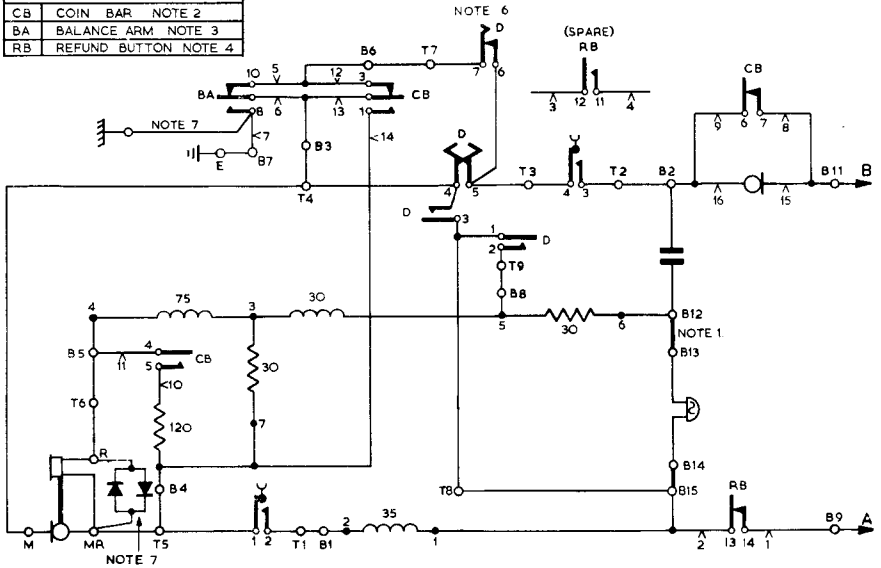 CB COIN BAR NOTE 2
BA BALANCE ARM NOTE 3
RB REFUND BUTTON NOTE 4
NOTE 6
D
B6 T7 7 6
(SPARE)
RB
3 12 11 4
CB
9 6 7 8
10 5 12 3
BA CB
8 6 13 1
NOTE 7 7 14
E B7 B3
D
T4 4 5 T3 4 3 T2 B2 16 15 B11 B
D 3
1 D
2
T9
B8
4 75 3 30 5 30 6 B12
NOTE 1.
B13
B5 11 4 CB
5
10
30
T6
120 7
R
B4
T8 B14
B15
RB
M MR T5 1 2 T1 B1 2 35 1 2 13 14 1 B9 A
NOTE 7